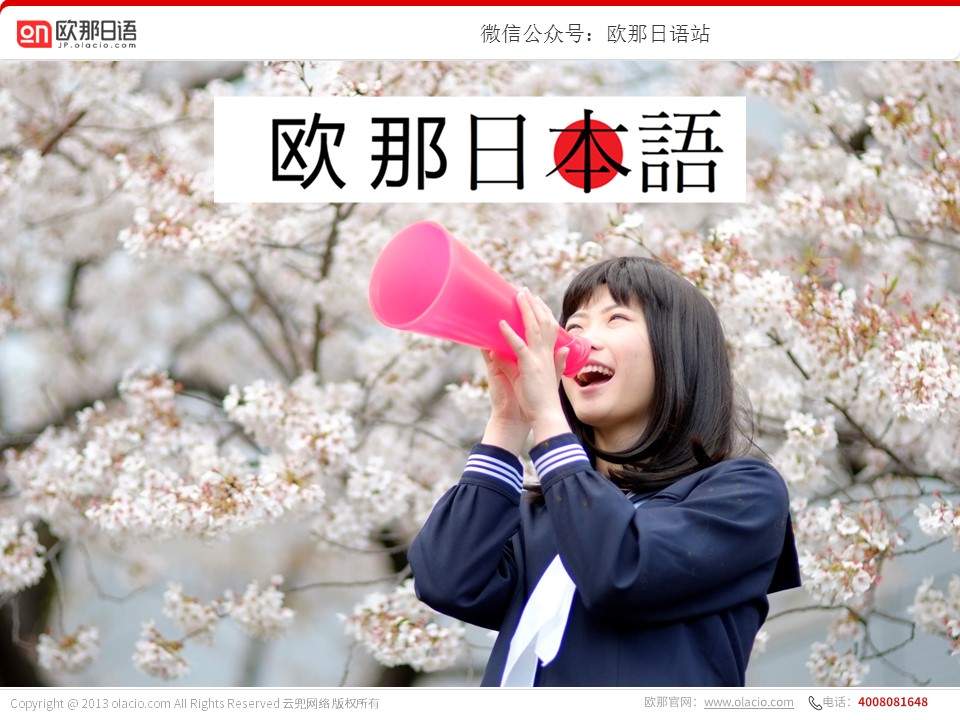 on 欧那日语
JP.olacio.com
微信公众号：欧那日语站
欧那日本語
Copyright @ 2013 olacio.com All Rights Reserved 云兜网络 版权所有
欧那官网：www.olacio.com 电话：4008081648